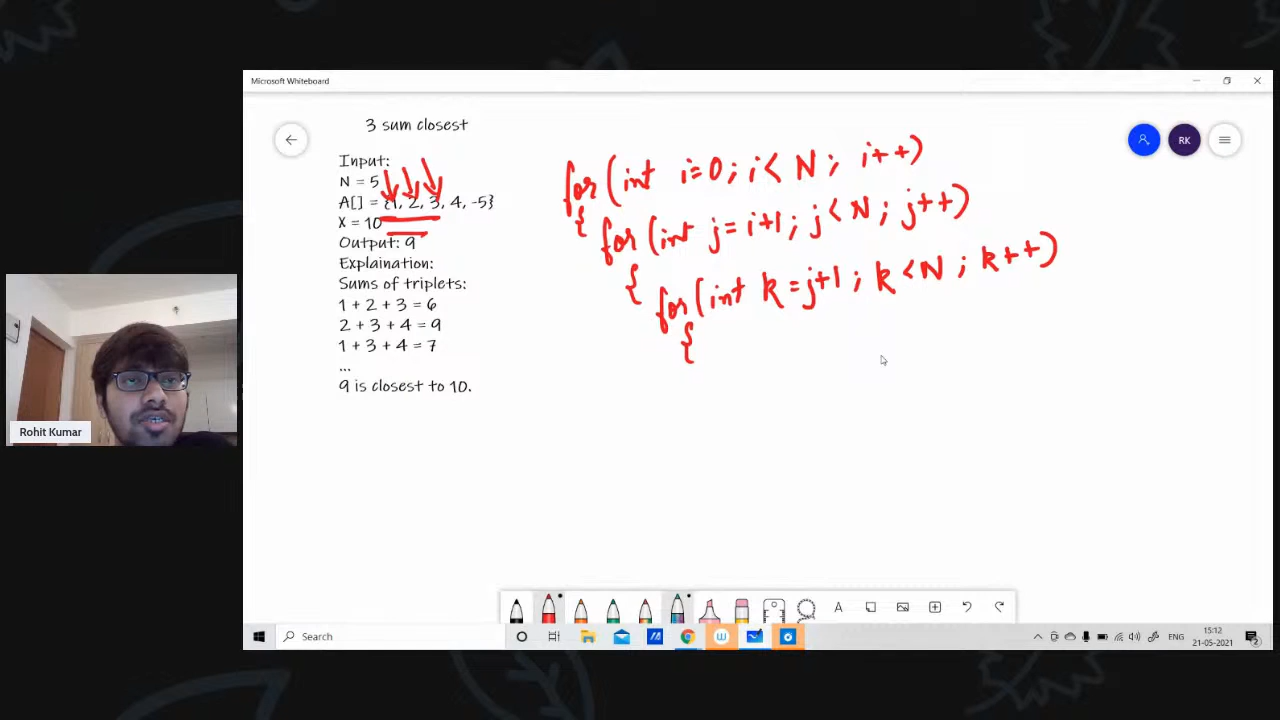 Microsoft Whiteboard
3 sum closest
RK
Input:
N = 5
A[] = {1, 2, 3, 4, -5}
X = 10
Output: 9
Explaination:
Sums of triplets:
1 + 2 + 3 = 6
2 + 3 + 4 = 9
1 + 3 + 4 = 7
...
9 is closest to 10.
for (int i=0; i< N; i++)
{
for (int j=i+1; j<N; j++)
{
for (int k=j+1; k<N; k++)
{
Rohit Kumar
A
Search
ENG
15:12
21-05-2021
2